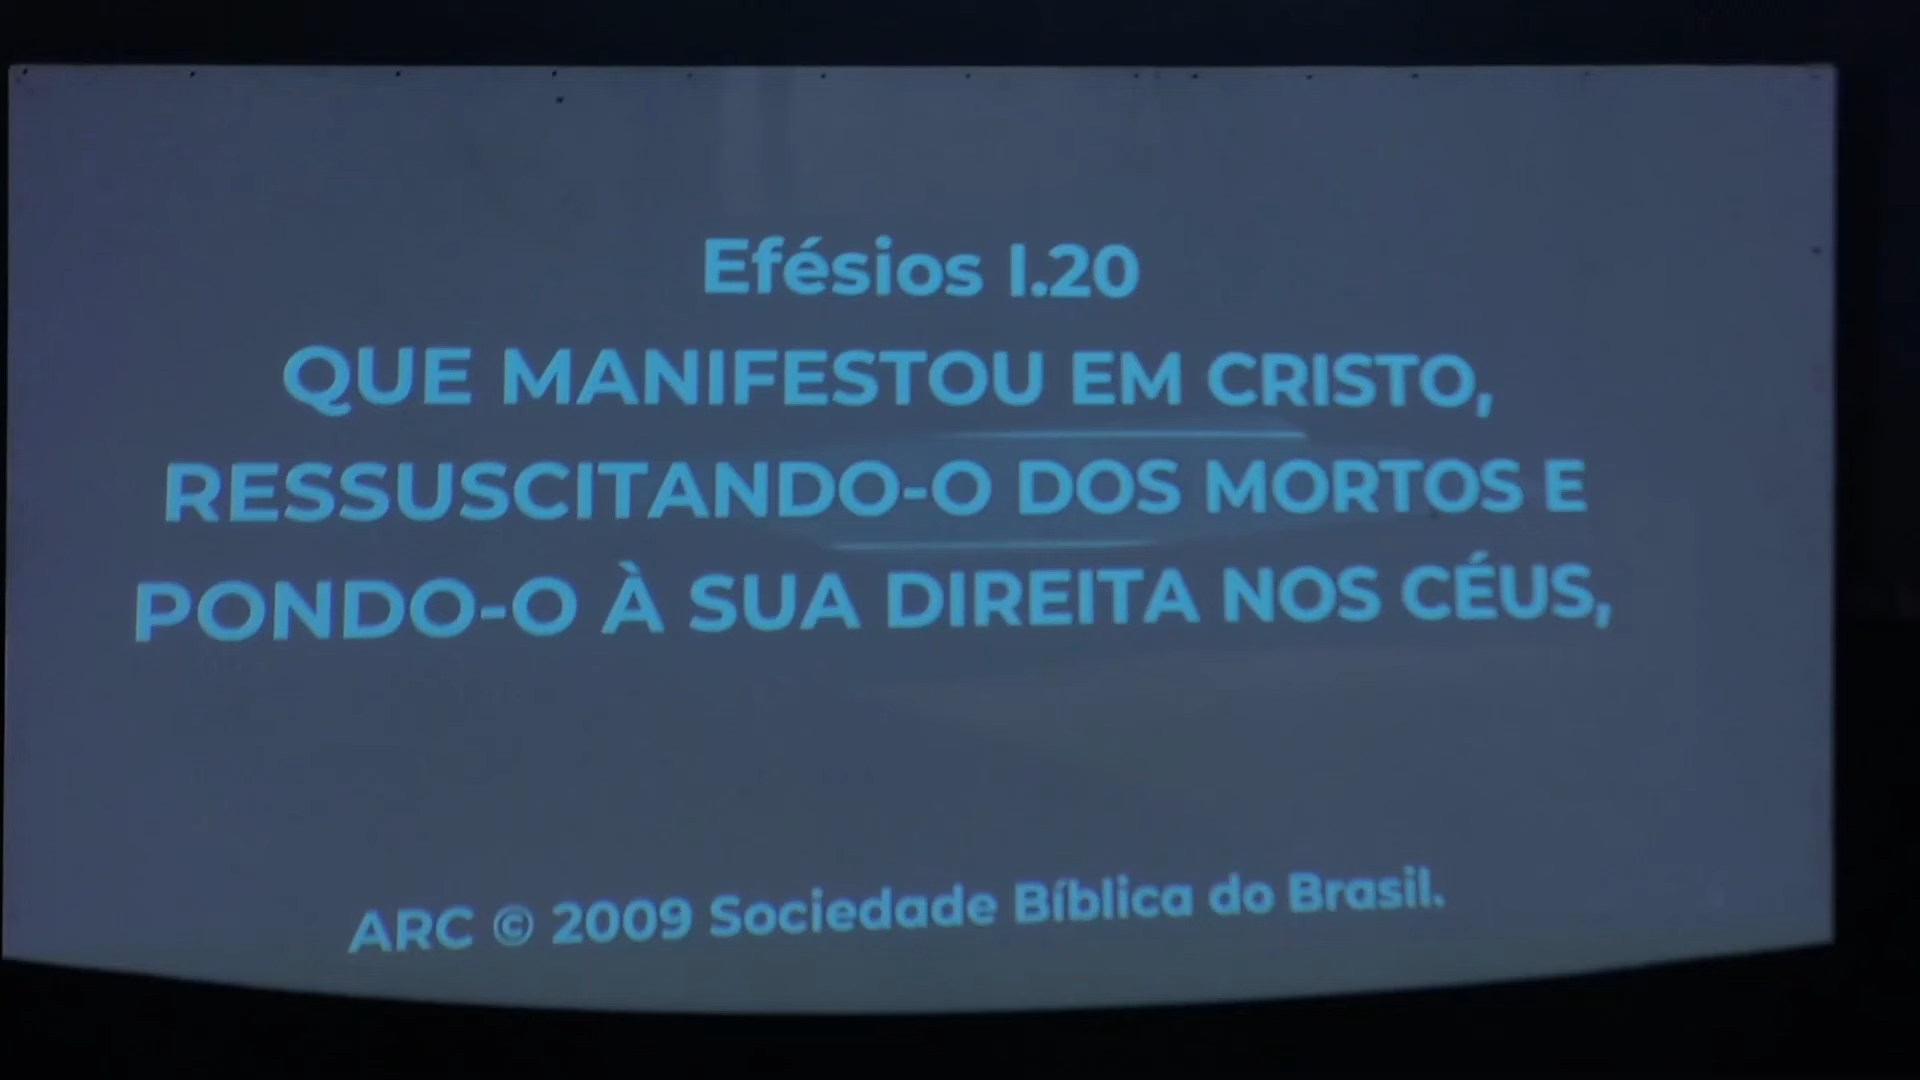 Efésios I.20
QUE MANIFESTOU EM CRISTO,
RESSUSCITANDO-O DOS MORTOS E
PONDO-O À SUA DIREITA NOS CÉUS,
ARC © 2009 Sociedade Bíblica do Brasil.